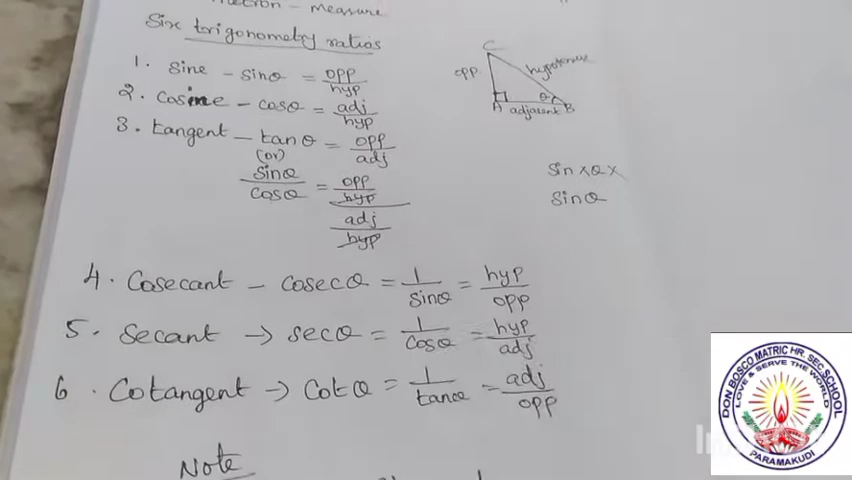 measure
Six trigonometry ratios
1. Sine - sinθ = opp/hyp
2. Cosine - cosθ = adj/hyp
3. tangent - tanθ = opp/adj
(or)
sinθ/cosθ = opp/hyp / adj/hyp
C
opp
hypotenuse
θ
A adjacent B
sin x θ x
sinθ
4. Cosecant - cosecθ = 1/sinθ = hyp/opp
5. Secant → secθ = 1/cosθ = hyp/adj
6. Cotangent → Cotθ = 1/tanθ = adj/opp
Note
DON BOSCO MATRIC HR. SEC SCHOOL
LOVE & SERVE THE WORLD
PARAMAKUDI